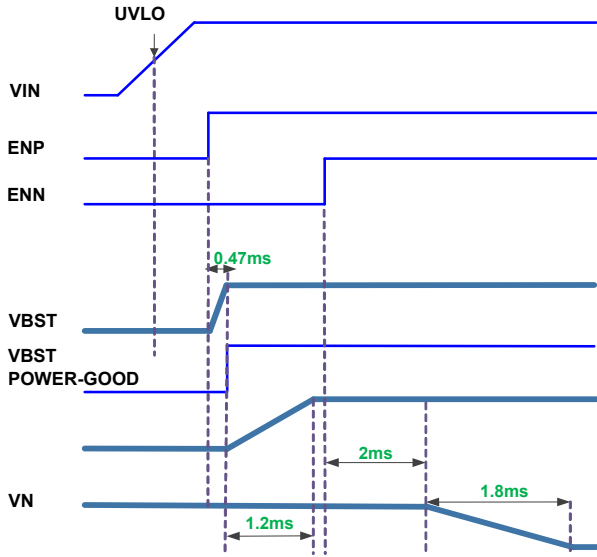 UVLO
VIN
ENP
ENN
0.47ms
VBST
VBST
POWER-GOOD
2ms
1.8ms
VN
1.2ms